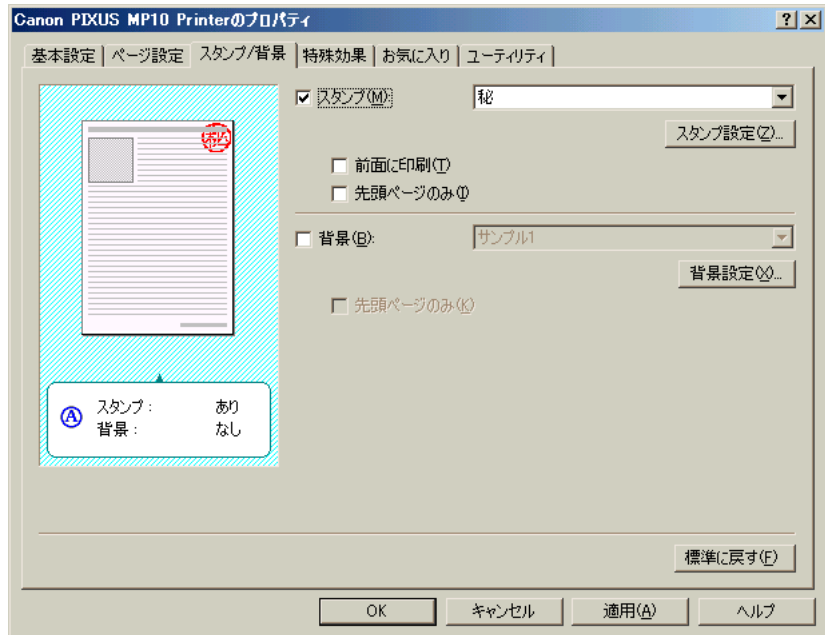 Canon PIXUS MP10 Printerのプロパティ
基本設定 ページ設定 スタンプ/背景 特殊効果 お気に入り ユーティリティ
スタンプ(M): 秘
スタンプ設定(Z)...
前面に印刷(T)
先頭ページのみ(I)
背景(B): サンプル1
背景設定(X)...
先頭ページのみ(K)
秘
A スタンプ: あり
背景: なし
標準に戻す(F)
OK キャンセル 適用(A) ヘルプ